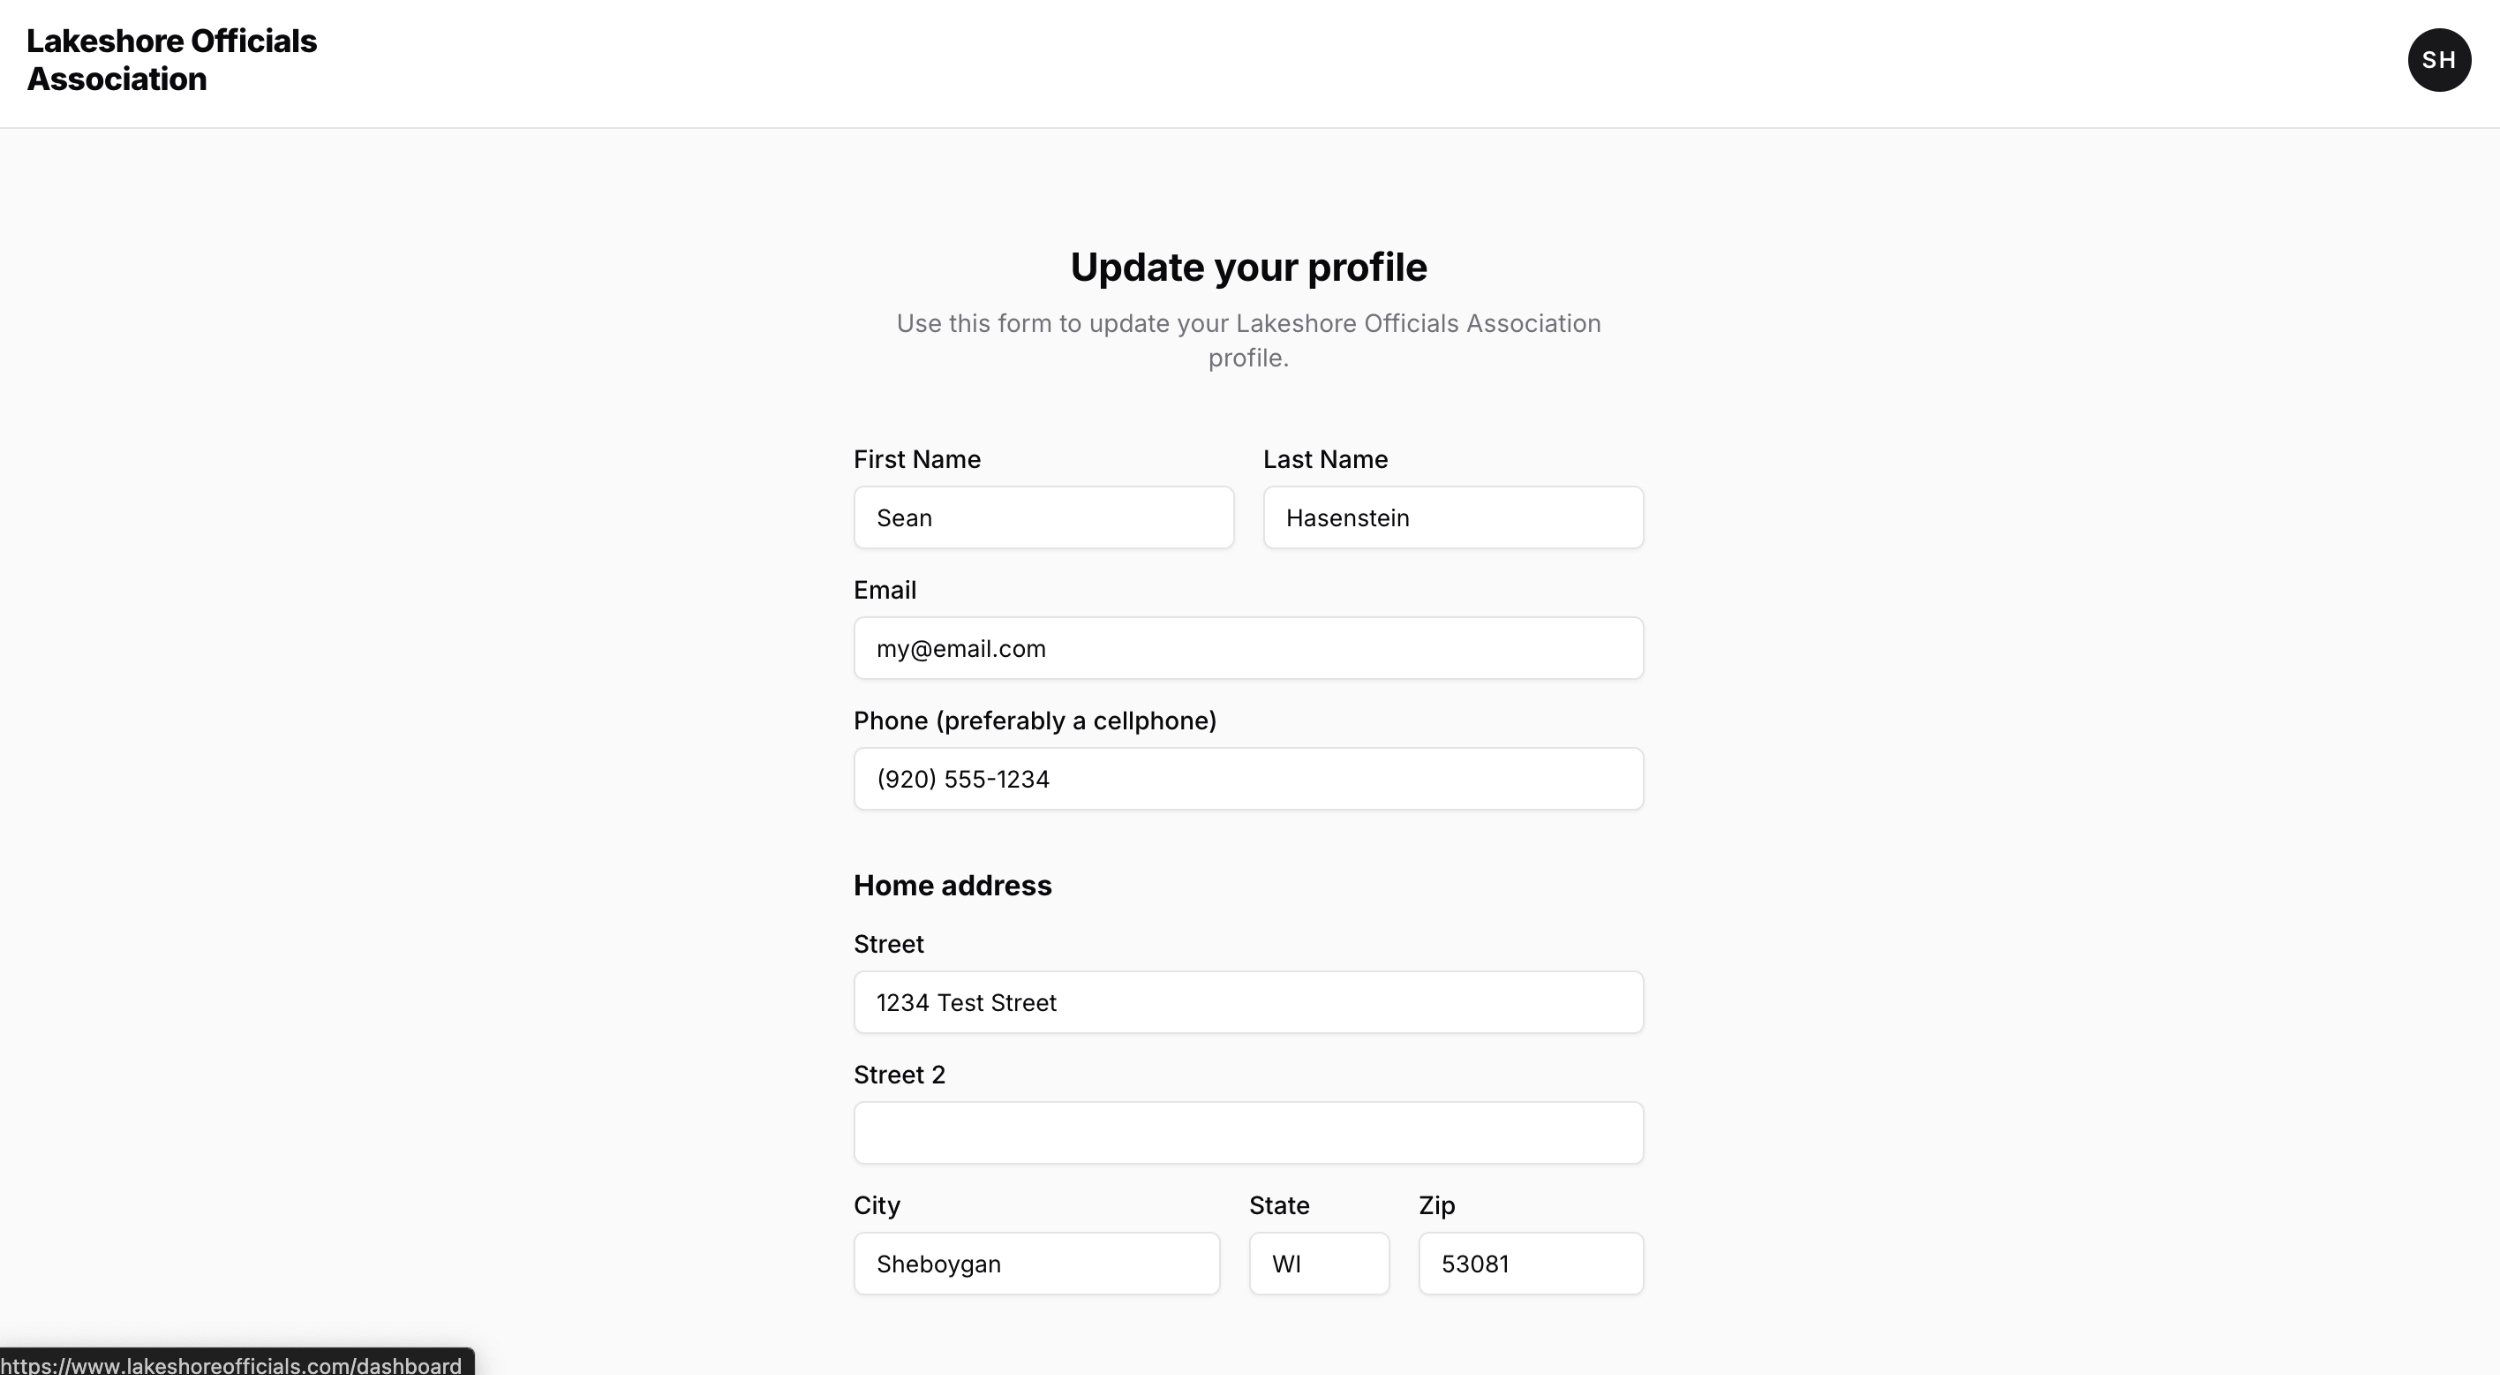 Lakeshore Officials
Association
SH
Update your profile
Use this form to update your Lakeshore Officials Association
profile.
First Name
Last Name
Sean
Hasenstein
Email
my@email.com
Phone (preferably a cellphone)
(920) 555-1234
Home address
Street
1234 Test Street
Street 2
City
State
Zip
Sheboygan
WI
53081
https://www.lakeshoreofficials.com/dashboard